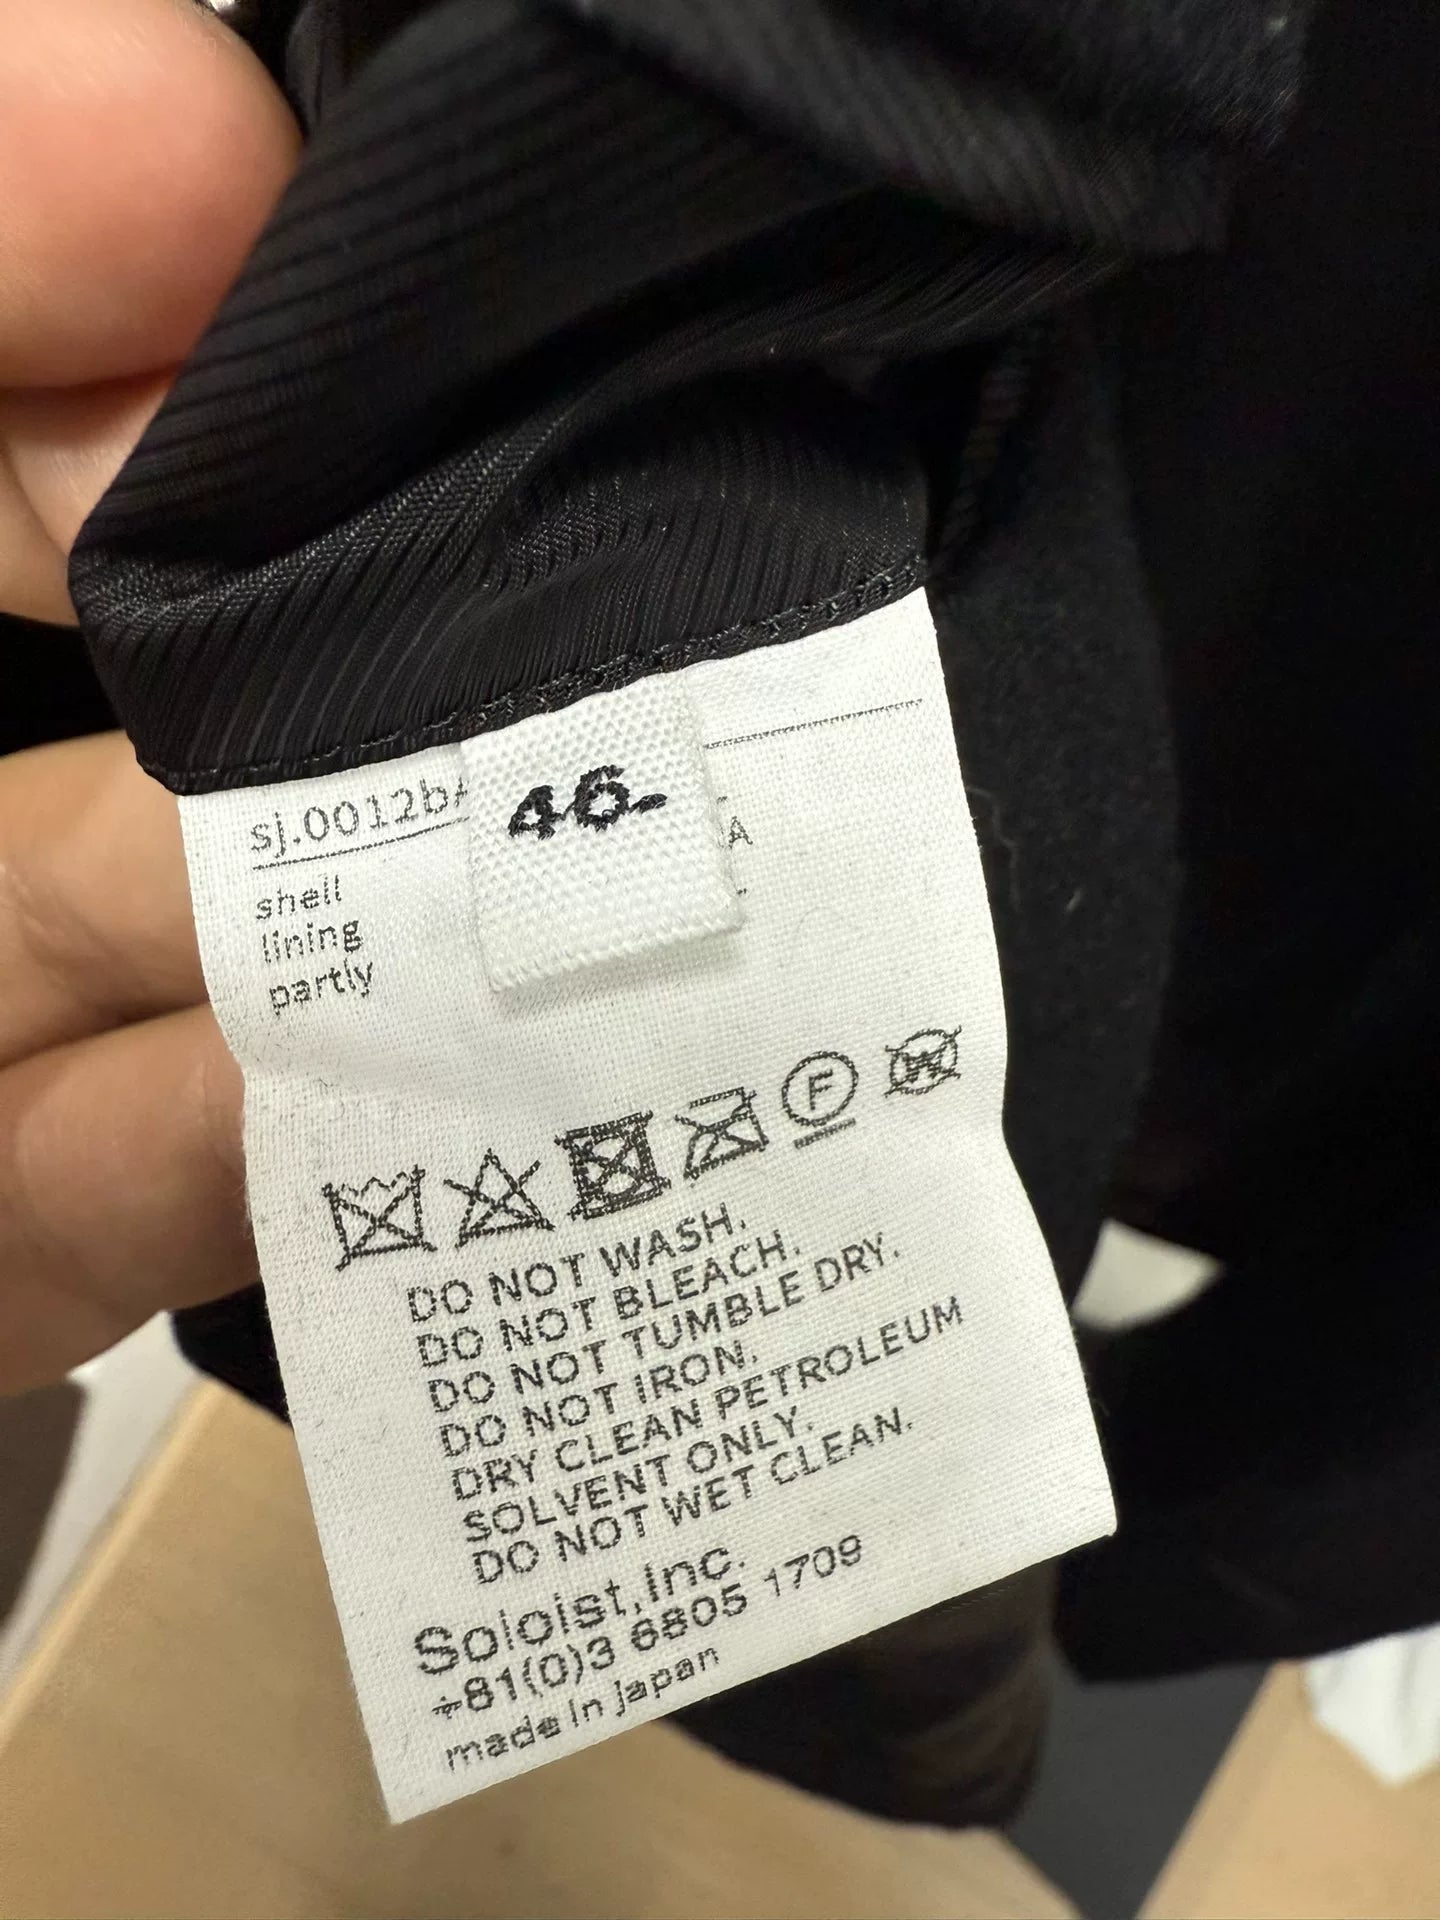 46-
sj.0012b
shell
lining
partly
F
W
DO NOT WASH.
DO NOT BLEACH.
DO NOT TUMBLE DRY.
DO NOT IRON.
DRY CLEAN PETROLEUM
SOLVENT ONLY.
DO NOT WET CLEAN.
Soloist,Inc.
+81(0)3 6805 1709
made in japan